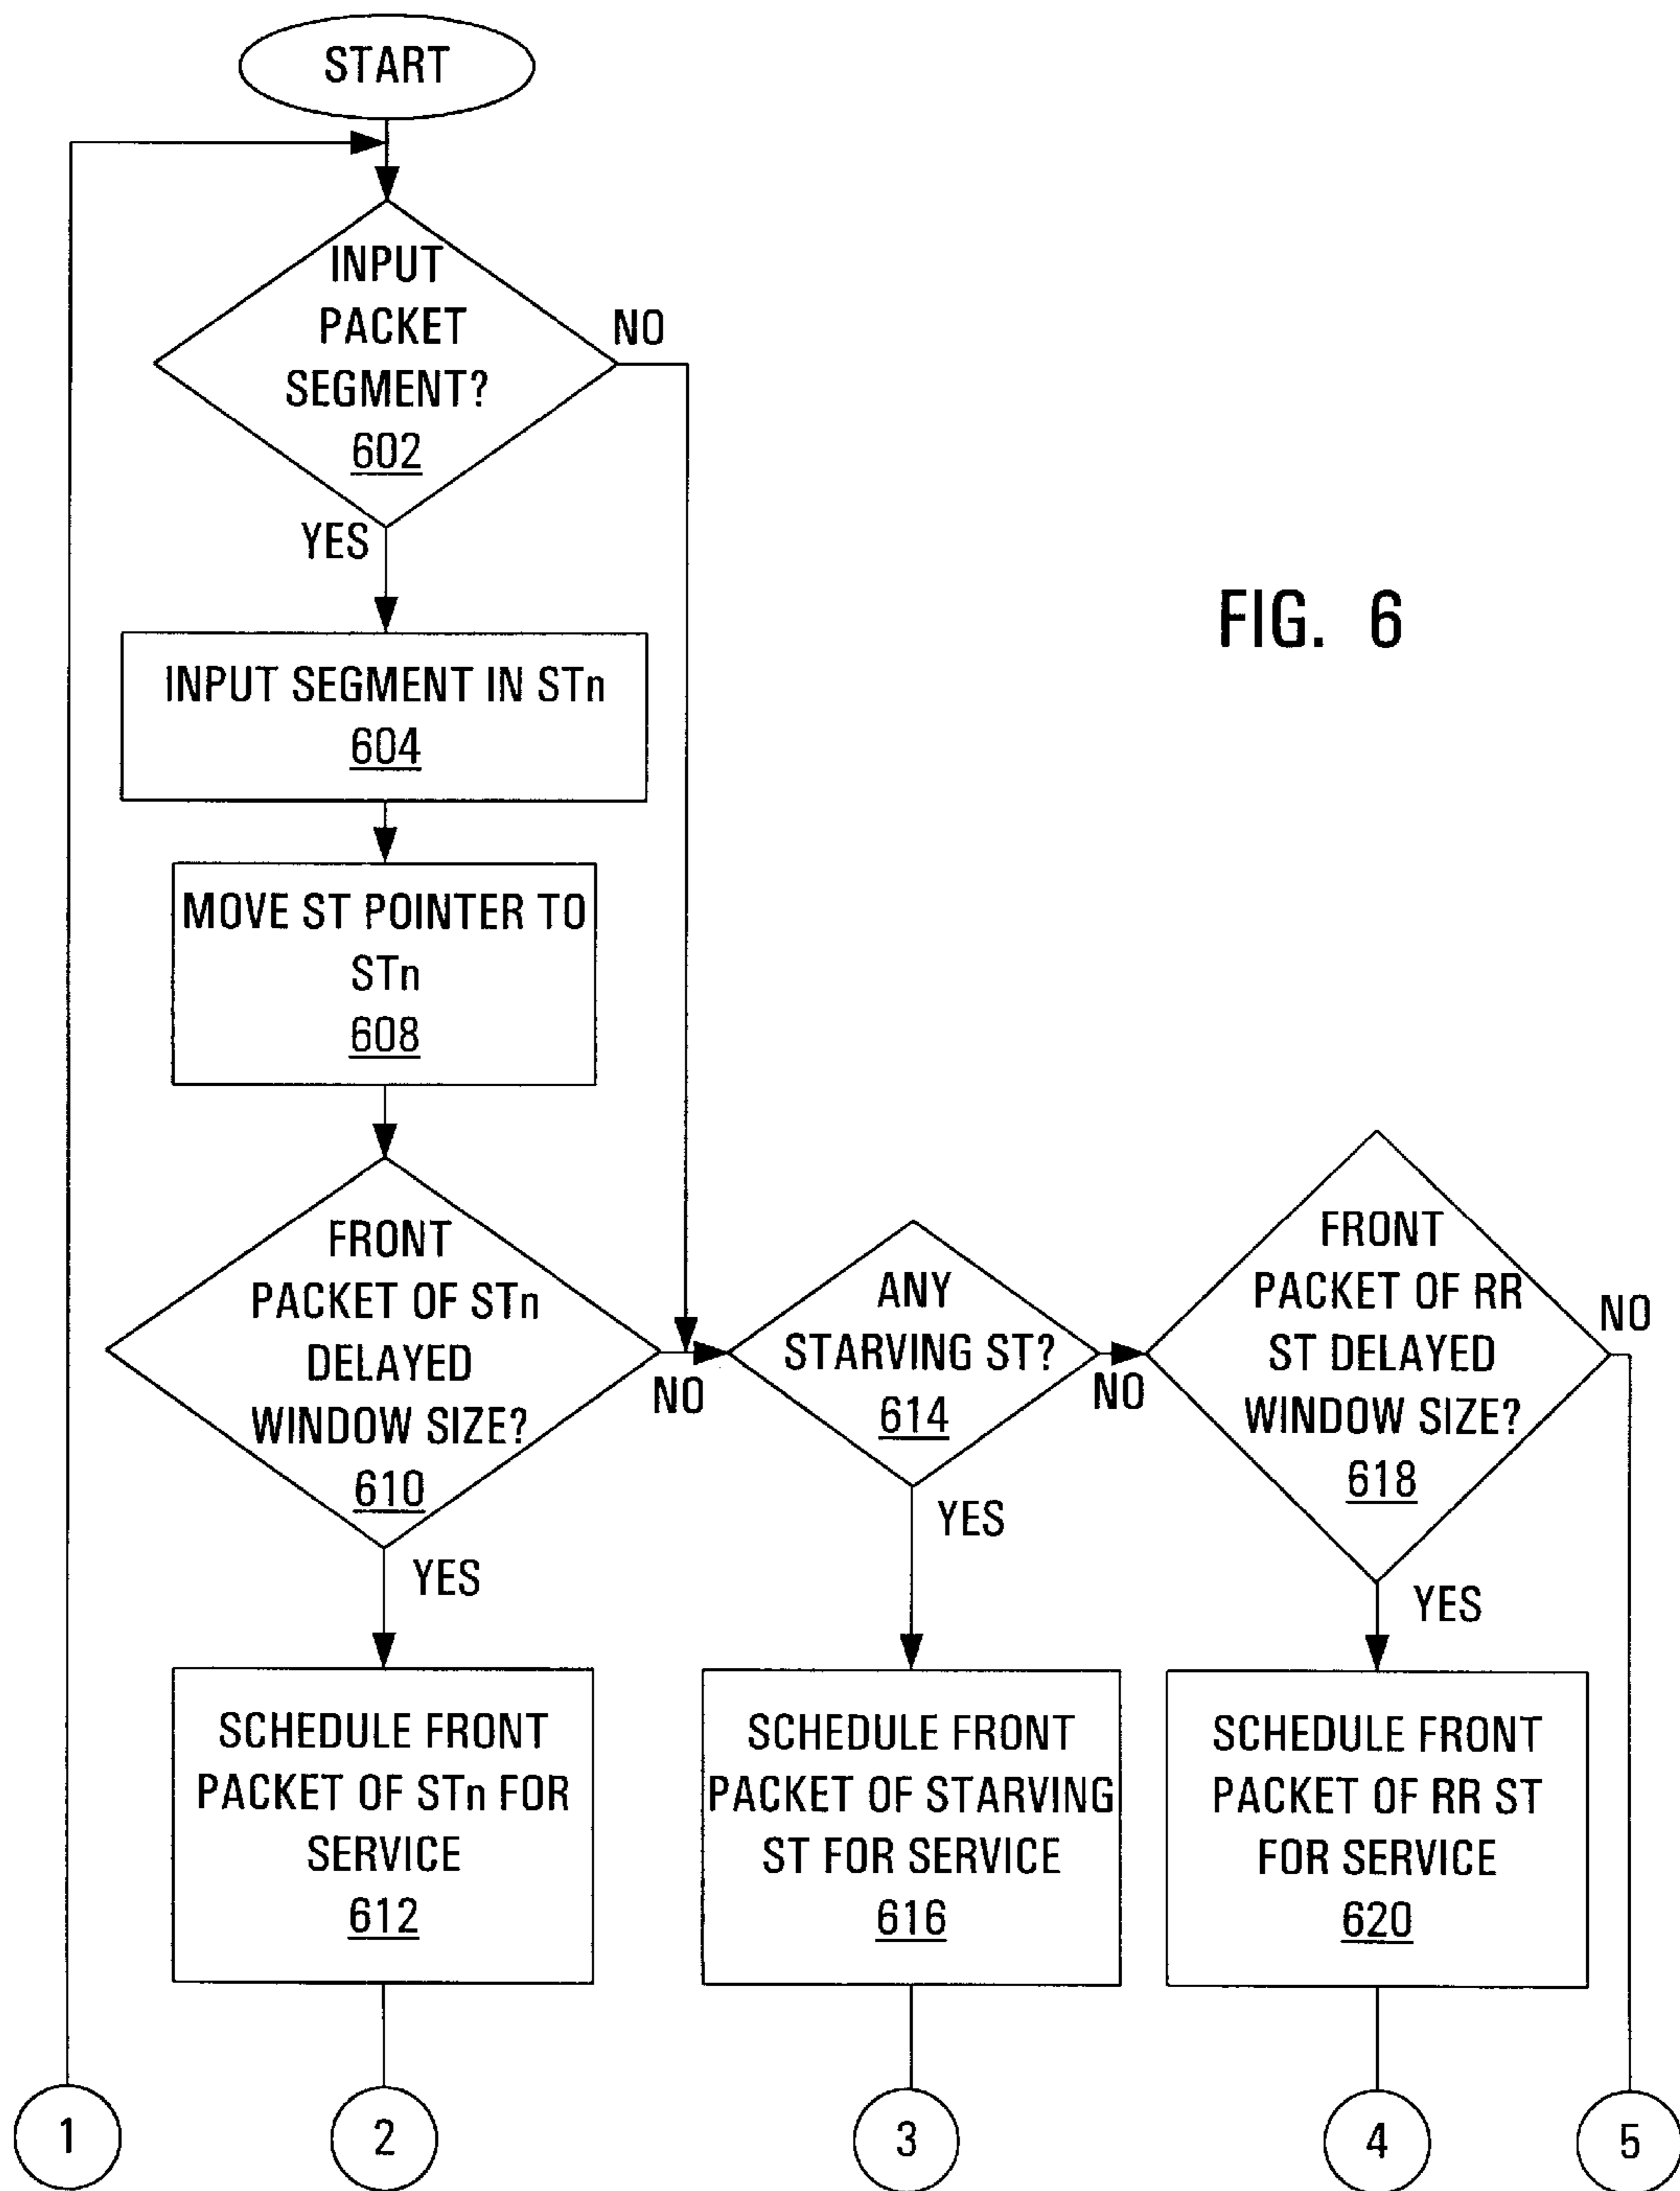 START
INPUT
PACKET
SEGMENT?
602
NO
YES
INPUT SEGMENT IN STn
604
MOVE ST POINTER TO
STn
608
FIG. 6
FRONT
PACKET OF STn
DELAYED
WINDOW SIZE?
610
NO
YES
ANY
STARVING ST?
614
NO
YES
FRONT
PACKET OF RR
ST DELAYED
WINDOW SIZE?
618
NO
YES
SCHEDULE FRONT
PACKET OF STn FOR
SERVICE
612
SCHEDULE FRONT
PACKET OF STARVING
ST FOR SERVICE
616
SCHEDULE FRONT
PACKET OF RR ST
FOR SERVICE
620
1
2
3
4
5